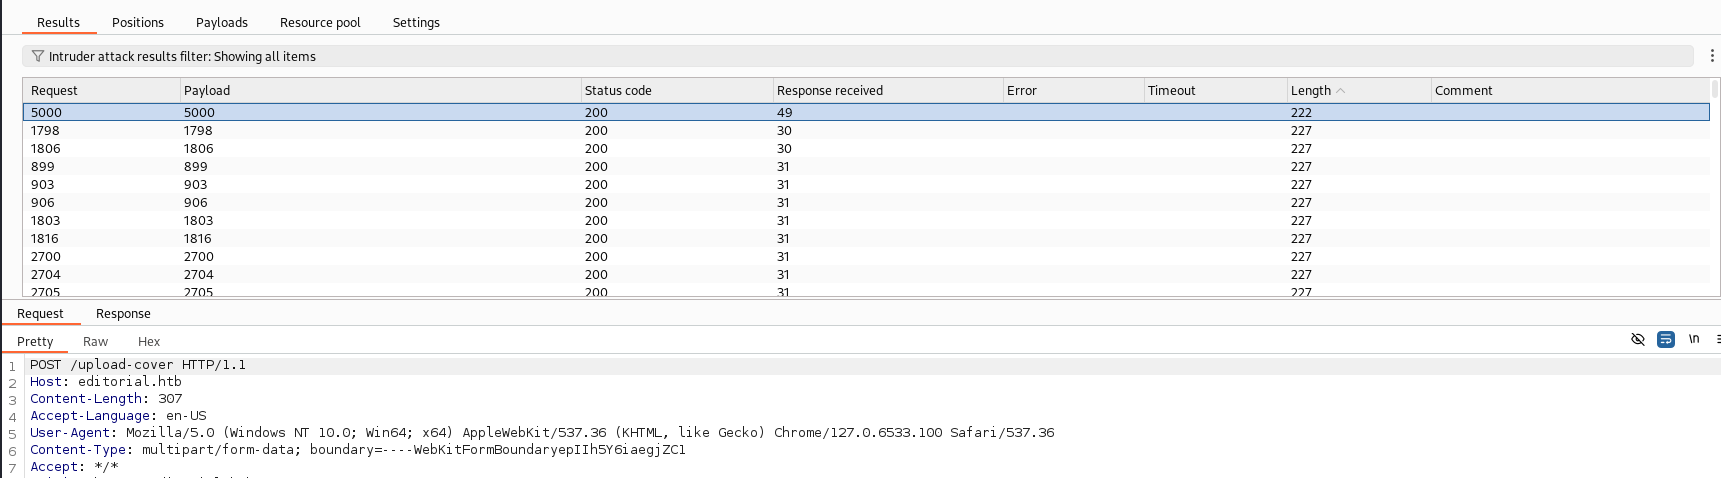 Results Positions Payloads Resource pool Settings
Intruder attack results filter: Showing all items
Request Payload Status code Response received Error Timeout Length Comment
5000 5000 200 49 222
1798 1798 200 30 227
1806 1806 200 30 227
899 899 200 31 227
903 903 200 31 227
906 906 200 31 227
1803 1803 200 31 227
1816 1816 200 31 227
2700 2700 200 31 227
2704 2704 200 31 227
2705 2705 200 31 227
Request Response
Pretty Raw Hex
\n
1 POST /upload-cover HTTP/1.1
2 Host: editorial.htb
3 Content-Length: 307
4 Accept-Language: en-US
5 User-Agent: Mozilla/5.0 (Windows NT 10.0; Win64; x64) AppleWebKit/537.36 (KHTML, like Gecko) Chrome/127.0.6533.100 Safari/537.36
6 Content-Type: multipart/form-data; boundary=----WebKitFormBoundaryepIIh5Y6iaegjZC1
7 Accept: */*